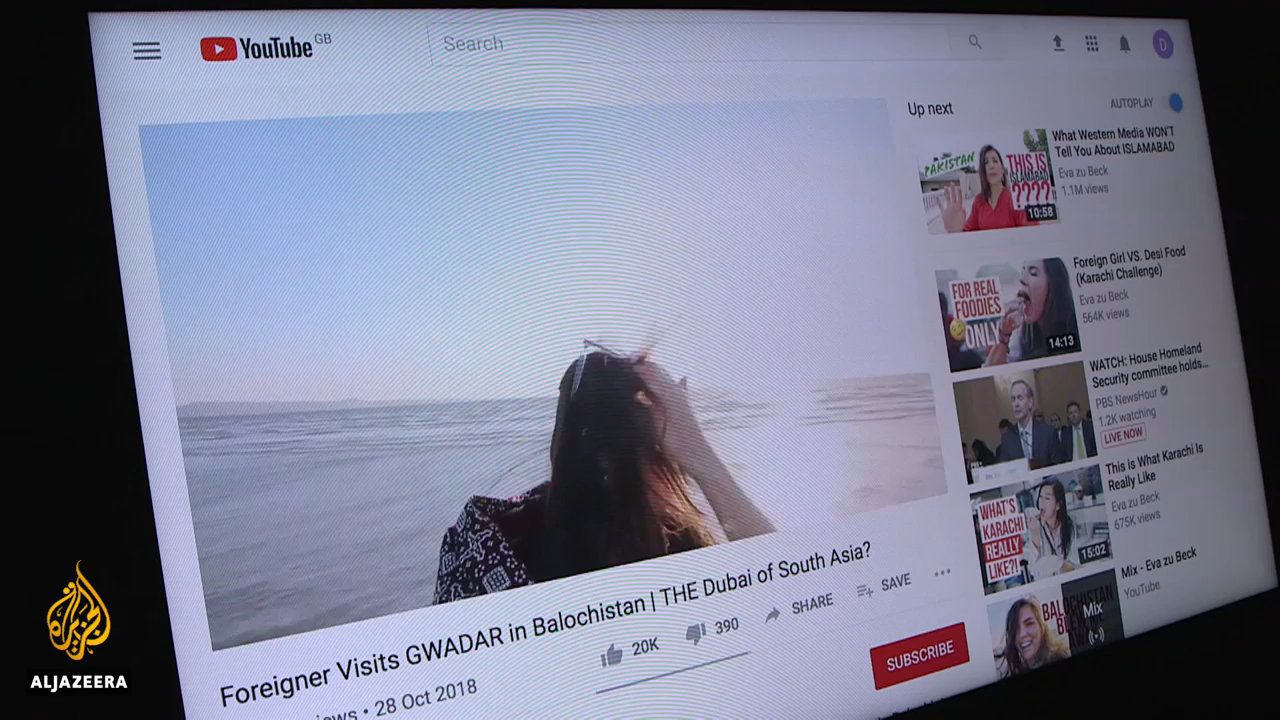 YouTube GB
Search
Up next
AUTOPLAY
PAKISTAN
THIS IS
ISLAMABAD
????
10:58
What Western Media WON'T
Tell You About ISLAMABAD
Eva zu Beck
1.1M views
FOR REAL
FOODIES
ONLY
14:13
Foreign Girl VS. Desi Food
(Karachi Challenge)
Eva zu Beck
564K views
WATCH: House Homeland
Security committee holds...
PBS NewsHour
1.2K watching
LIVE NOW
WHAT'S
KARACHI
REALLY
LIKE?!
15:02
This is What Karachi Is
Really Like
Eva zu Beck
675K views
BALOCHISTAN
Mix
Mix - Eva zu Beck
YouTube
Foreigner Visits GWADAR in Balochistan | THE Dubai of South Asia?
28 Oct 2018
20K
390
SHARE
SAVE
SUBSCRIBE
D
الجزيرة
ALJAZEERA